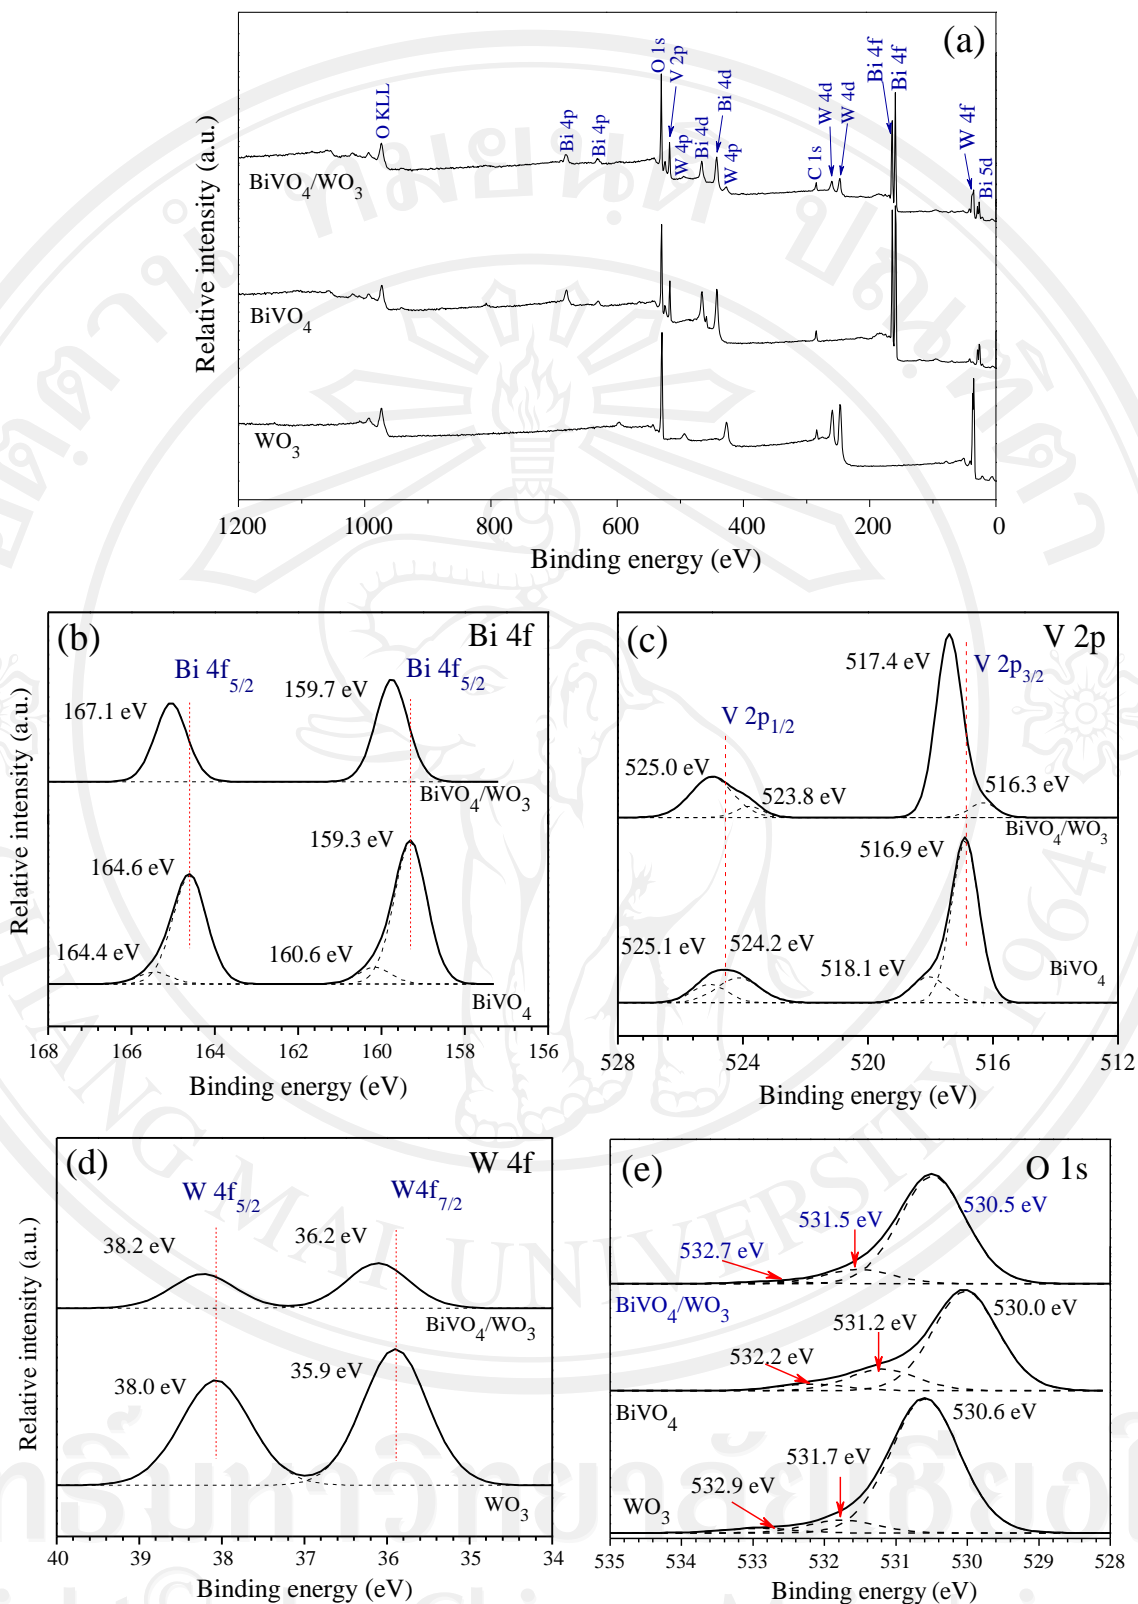 (a)
O KLL
Bi 4p
Bi 4p
O 1s
V 2p
W 4p
Bi 4d
Bi 4d
W 4p
C 1s
W 4d
W 4d
Bi 4f
Bi 4f
W 4f
Bi 5d
BiVO4/WO3
BiVO4
WO3
Relative intensity (a.u.)
1200 1000 800 600 400 200 0
Binding energy (eV)
(b) Bi 4f
Bi 4f5/2 Bi 4f5/2
167.1 eV 159.7 eV
BiVO4/WO3
164.6 eV 159.3 eV
164.4 eV 160.6 eV
BiVO4
Relative intensity (a.u.)
168 166 164 162 160 158 156
Binding energy (eV)
(c) V 2p
517.4 eV V 2p3/2
V 2p1/2
525.0 eV 523.8 eV 516.3 eV
BiVO4/WO3
516.9 eV
525.1 eV 524.2 eV 518.1 eV
BiVO4
528 524 520 516 512
Binding energy (eV)
(d) W 4f
W 4f5/2 W4f7/2
38.2 eV 36.2 eV
BiVO4/WO3
38.0 eV 35.9 eV
WO3
Relative intensity (a.u.)
40 39 38 37 36 35 34
Binding energy (eV)
(e) O 1s
532.7 eV 531.5 eV 530.5 eV
BiVO4/WO3
532.2 eV 531.2 eV 530.0 eV
BiVO4
532.9 eV 531.7 eV 530.6 eV
WO3
535 534 533 532 531 530 529 528
Binding energy (eV)
CHIANG MAI UNIVERSITY 1964